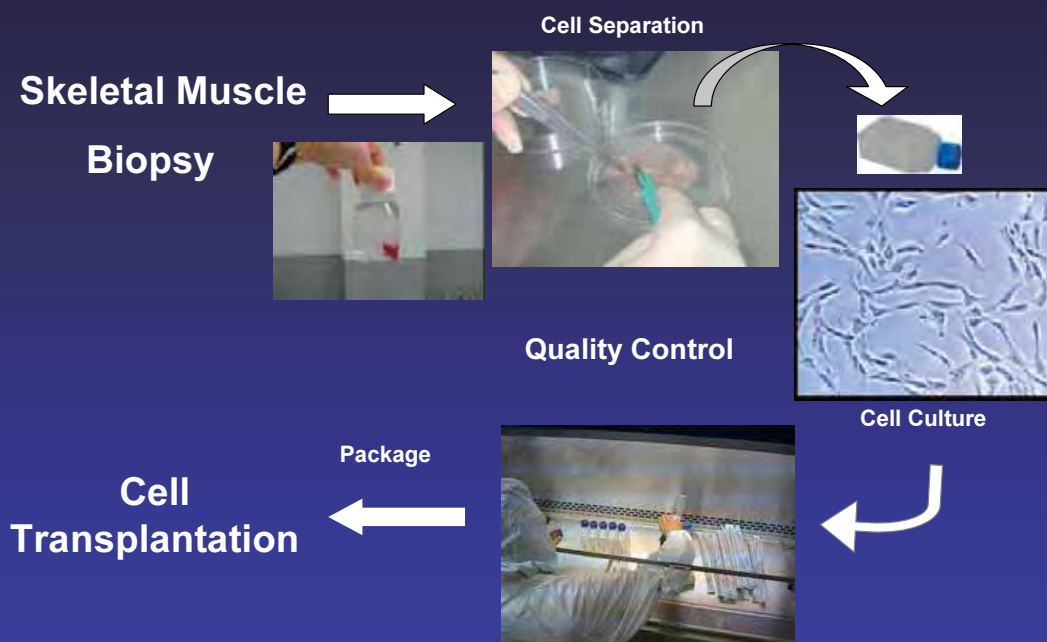 Cell Separation
Skeletal Muscle
Biopsy
Quality Control
Cell Culture
Package
Cell
Transplantation